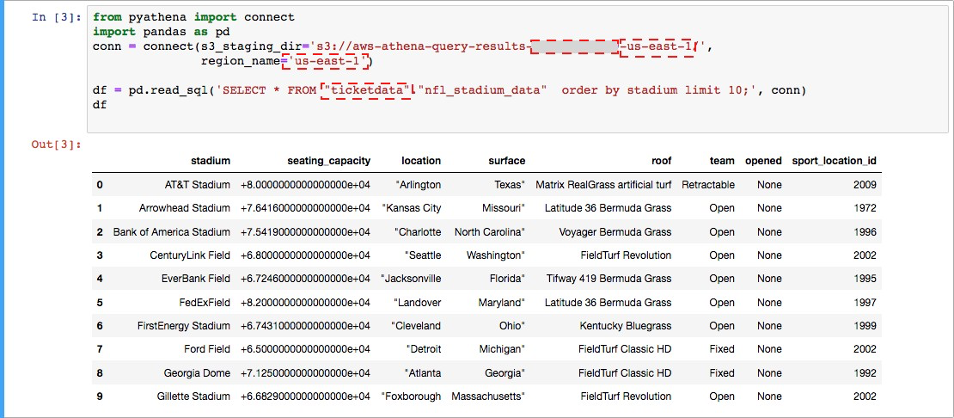 In [3]: from pyathena import connect
import pandas as pd
conn = connect(s3_staging_dir='s3://aws-athena-query-results- -us-east-1/',
region_name='us-east-1')
df = pd.read_sql('SELECT * FROM "ticketdata"."nfl_stadium_data"  order by stadium limit 10;', conn)
df
Out[3]:
stadium seating_capacity location surface roof team opened sport_location_id
0 AT&T Stadium +8.0000000000000000e+04 "Arlington Texas" Matrix RealGrass artificial turf Retractable None 2009
1 Arrowhead Stadium +7.6416000000000000e+04 "Kansas City Missouri" Latitude 36 Bermuda Grass Open None 1972
2 Bank of America Stadium +7.5419000000000000e+04 "Charlotte North Carolina" Voyager Bermuda Grass Open None 1996
3 CenturyLink Field +6.8000000000000000e+04 "Seattle Washington" FieldTurf Revolution Open None 2002
4 EverBank Field +6.7246000000000000e+04 "Jacksonville Florida" Tifway 419 Bermuda Grass Open None 1995
5 FedExField +8.2000000000000000e+04 "Landover Maryland" Latitude 36 Bermuda Grass Open None 1997
6 FirstEnergy Stadium +6.7431000000000000e+04 "Cleveland Ohio" Kentucky Bluegrass Open None 1999
7 Ford Field +6.5000000000000000e+04 "Detroit Michigan" FieldTurf Classic HD Fixed None 2002
8 Georgia Dome +7.1250000000000000e+04 "Atlanta Georgia" FieldTurf Classic HD Fixed None 1992
9 Gillette Stadium +6.6829000000000000e+04 "Foxborough Massachusetts" FieldTurf Revolution Open None 2002